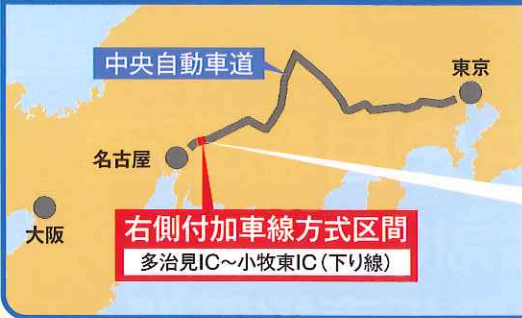 中央自動車道
東京
名古屋
大阪
右側付加車線方式区間
多治見IC～小牧東IC(下り線)